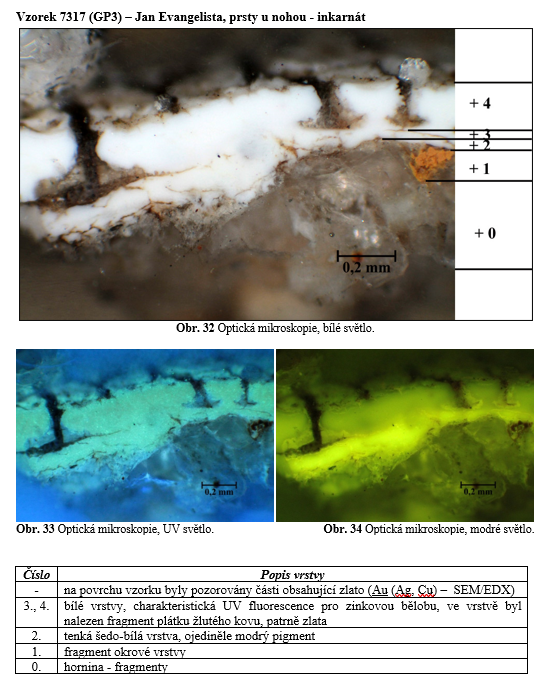 Vzorek 7317 (GP3) – Jan Evangelista, prsty u nohou - inkarnát
+ 4
+ 3
+ 2
+ 1
+ 0
0,2 mm
Obr. 32 Optická mikroskopie, bílé světlo.
0,2 mm
0,2 mm
Obr. 33 Optická mikroskopie, UV světlo.
Obr. 34 Optická mikroskopie, modré světlo.
Číslo Popis vrstvy
- na povrchu vzorku byly pozorovány části obsahující zlato (Au (Ag, Cu) – SEM/EDX)
3., 4. bílé vrstvy, charakteristická UV fluorescence pro zinkovou bělobu, ve vrstvě byl
nalezen fragment plátku žlutého kovu, patrně zlata
2. tenká šedo-bílá vrstva, ojediněle modrý pigment
1. fragment okrové vrstvy
0. hornina - fragmenty